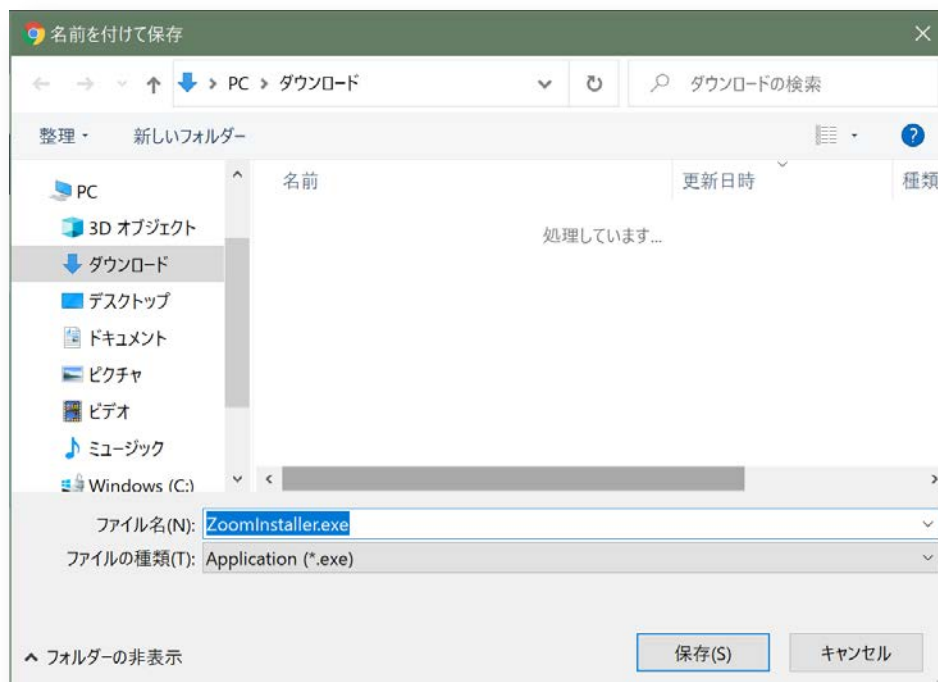 名前を付けて保存
PC ダウンロード
ダウンロードの検索
整理
新しいフォルダー
名前
更新日時
種類
処理しています...
PC
3D オブジェクト
ダウンロード
デスクトップ
ドキュメント
ピクチャ
ビデオ
ミュージック
Windows (C:)
ファイル名(N): ZoomInstaller.exe
ファイルの種類(T): Application (*.exe)
フォルダーの非表示
保存(S)
キャンセル